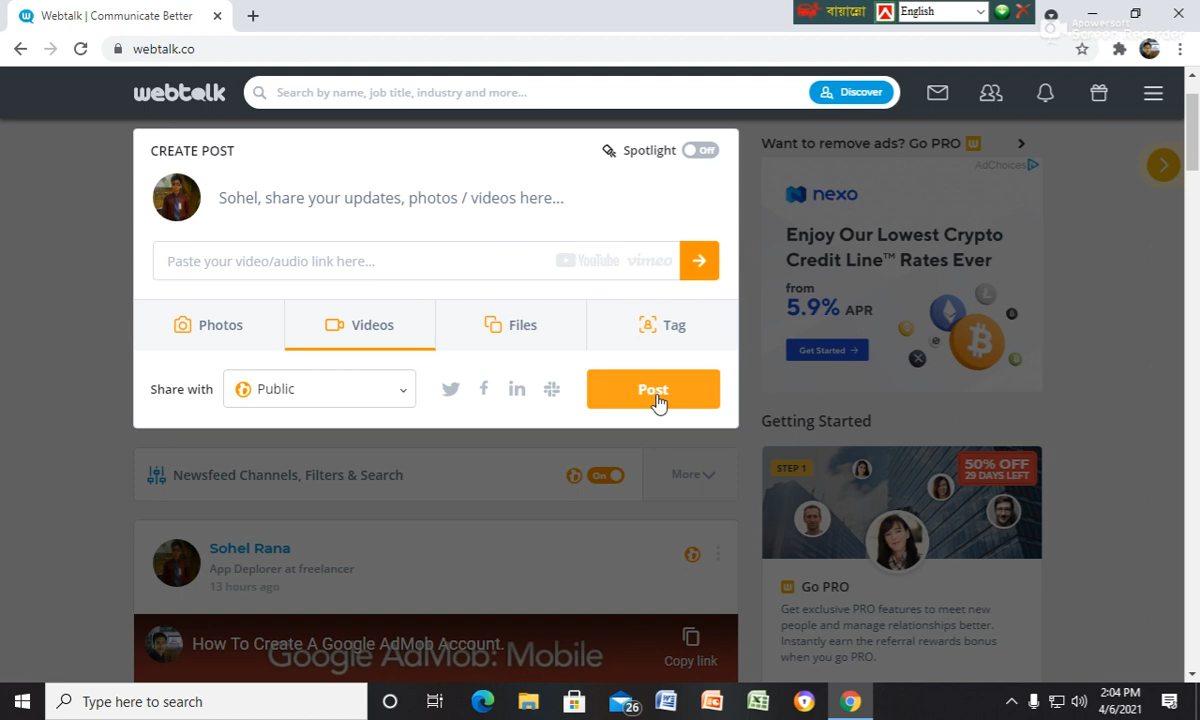 Webtalk | Communicate Better
বায়ান্নো
English
Apowersoft
Screen Recorder
webtalk.co
webtalk
Search by name, job title, industry and more...
Discover
CREATE POST
Spotlight
Off
Sohel, share your updates, photos / videos here...
Paste your video/audio link here...
YouTube
vimeo
Photos
Videos
Files
Tag
Share with
Public
Post
Newsfeed Channels, Filters & Search
On
More
Sohel Rana
App Deplorer at freelancer
13 hours ago
How To Create A Google AdMob Account.
Google AdMob: Mobile
Copy link
Want to remove ads? Go PRO
AdChoices
nexo
Enjoy Our Lowest Crypto
Credit Line™ Rates Ever
from
5.9% APR
Get Started →
Getting Started
STEP 1
50% OFF
29 DAYS LEFT
Go PRO
Get exclusive PRO features to meet new
people and manage relationships better.
Instantly earn the referral rewards bonus
when you go PRO.
Type here to search
26
2:04 PM
4/6/2021